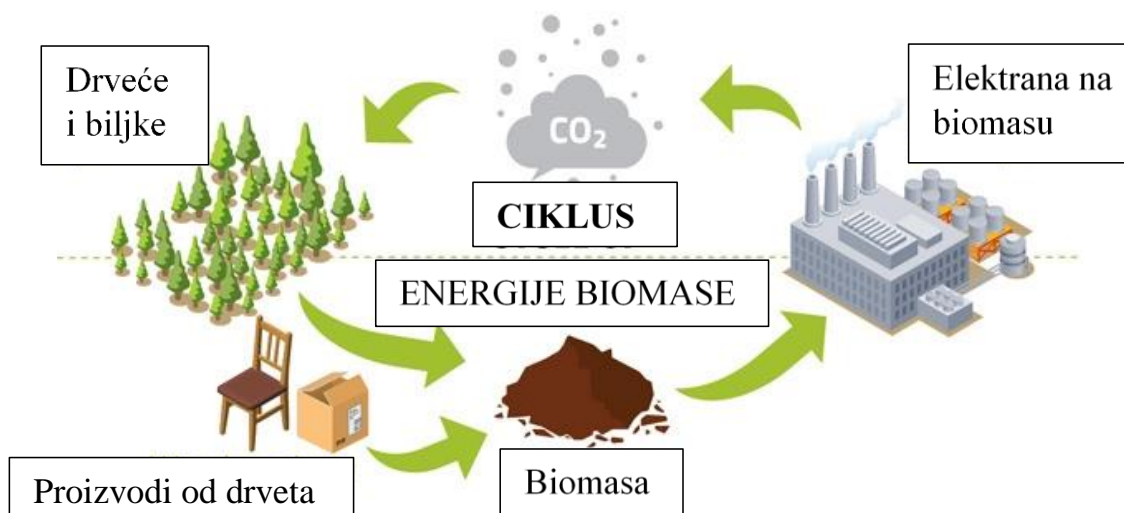 Drveće
i biljke
CO₂
Elektrana na
biomasu
CIKLUS
ENERGIJE BIOMASE
Proizvodi od drveta
Biomasa